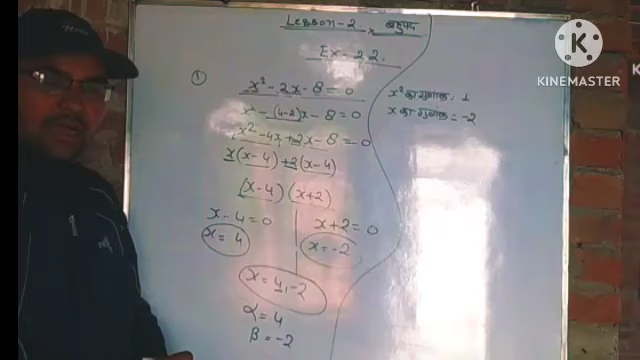 Lesson-2. बहुपद
Ex-2.2.
① x² - 2x - 8 = 0
x² - (4-2)x - 8 = 0
x² - 4x + 2x - 8 = 0
x(x-4) + 2(x-4)
(x-4) (x+2)
x - 4 = 0 x + 2 = 0
x = 4 x = -2
x = 4, -2
α = 4
β = -2
x² का गुणांक = 1
x का गुणांक = -2
KINEMASTER